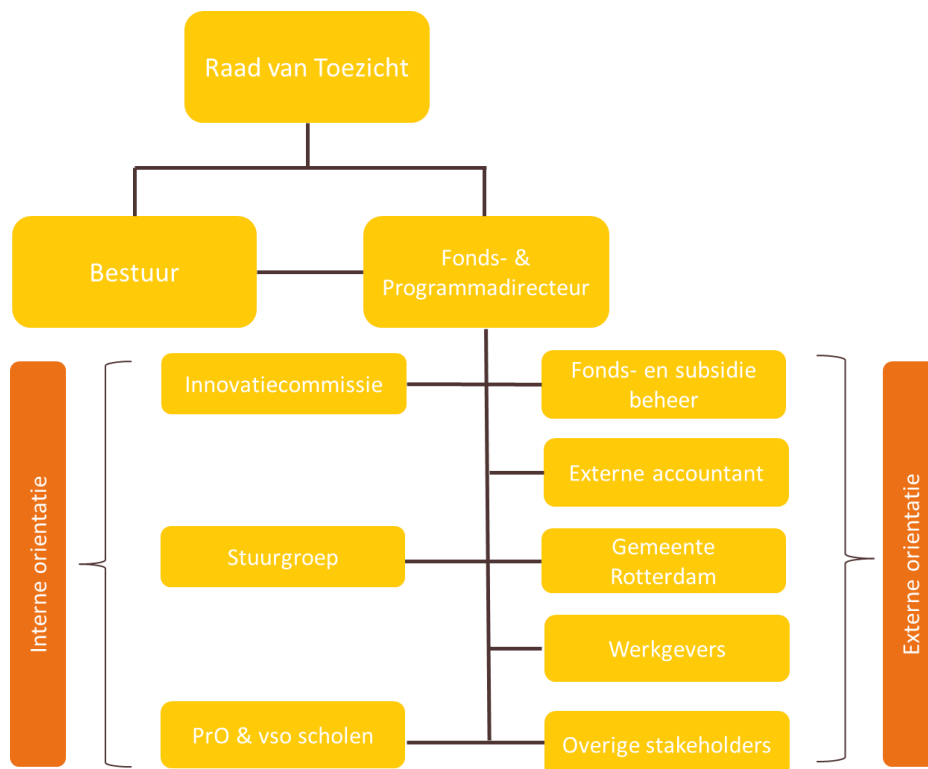 Raad van Toezicht
Bestuur
Fonds- &
Programmadirecteur
Interne orientatie
Innovatiecommissie
Stuurgroep
PrO & vso scholen
Fonds- en subsidie
beheer
Externe accountant
Gemeente
Rotterdam
Werkgevers
Overige stakeholders
Externe orientatie